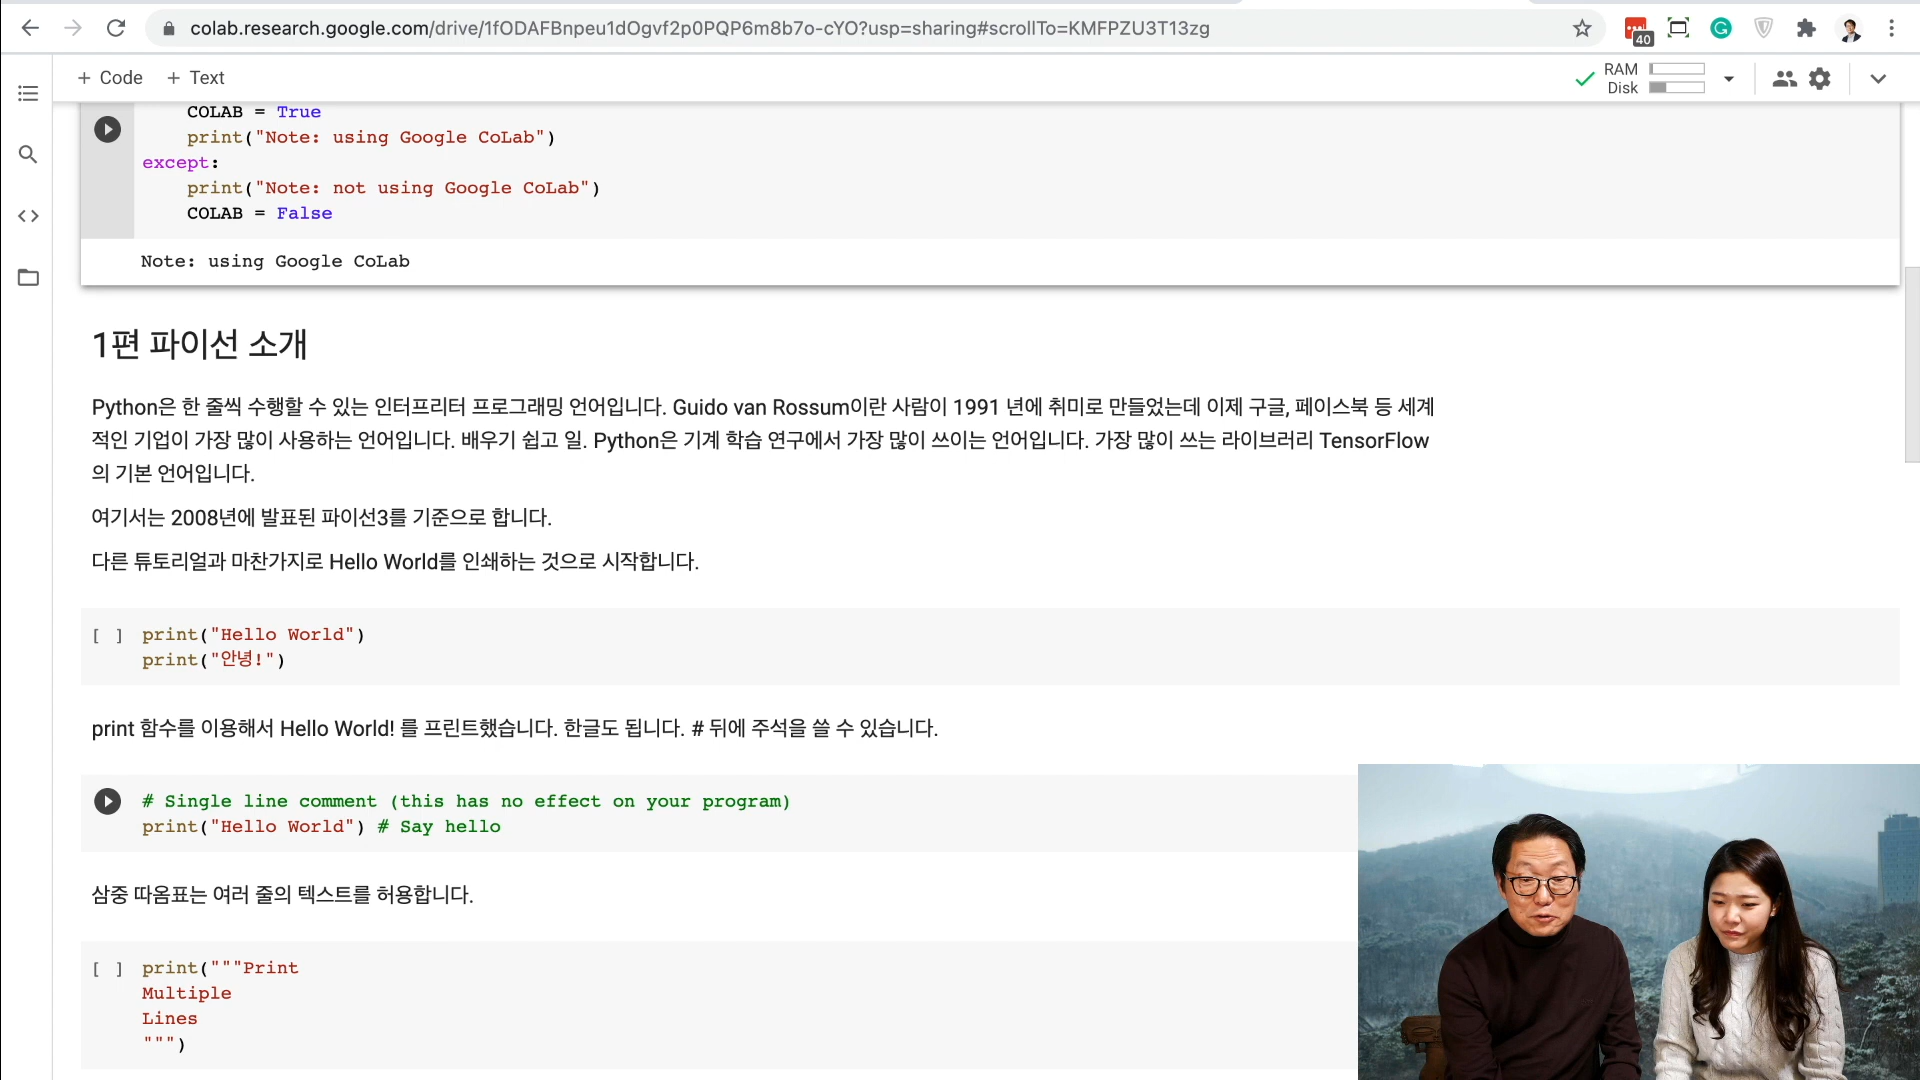 colab.research.google.com/drive/1fODAFBnpeu1dOgvf2p0PQP6m8b7o-cYO?usp=sharing#scrollTo=KMFPZU3T13zg
40
+ Code + Text
RAM
Disk
COLAB = True
print("Note: using Google CoLab")
except:
print("Note: not using Google CoLab")
COLAB = False
Note: using Google CoLab
1편 파이선 소개
Python은 한 줄씩 수행할 수 있는 인터프리터 프로그래밍 언어입니다. Guido van Rossum이란 사람이 1991 년에 취미로 만들었는데 이제 구글, 페이스북 등 세계
적인 기업이 가장 많이 사용하는 언어입니다. 배우기 쉽고 일. Python은 기계 학습 연구에서 가장 많이 쓰이는 언어입니다. 가장 많이 쓰는 라이브러리 TensorFlow
의 기본 언어입니다.
여기서는 2008년에 발표된 파이선3를 기준으로 합니다.
다른 튜토리얼과 마찬가지로 Hello World를 인쇄하는 것으로 시작합니다.
[ ] print("Hello World")
print("안녕!")
print 함수를 이용해서 Hello World! 를 프린트했습니다. 한글도 됩니다. # 뒤에 주석을 쓸 수 있습니다.
# Single line comment (this has no effect on your program)
print("Hello World") # Say hello
삼중 따옴표는 여러 줄의 텍스트를 허용합니다.
[ ] print("""Print
Multiple
Lines
""")